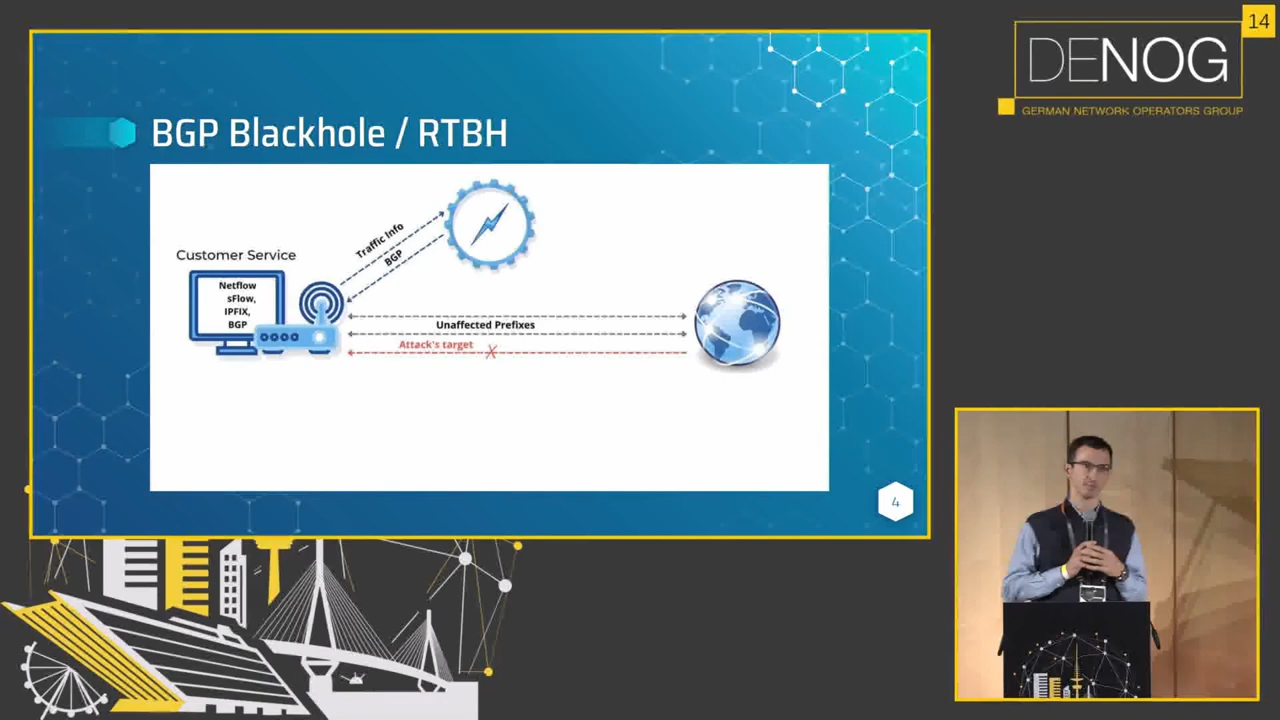 14
DENOG
GERMAN NETWORK OPERATORS GROUP
BGP Blackhole / RTBH
Traffic Info
BGP
Customer Service
Netflow
sFlow,
IPFIX,
BGP
Unaffected Prefixes
Attack's target
X
4